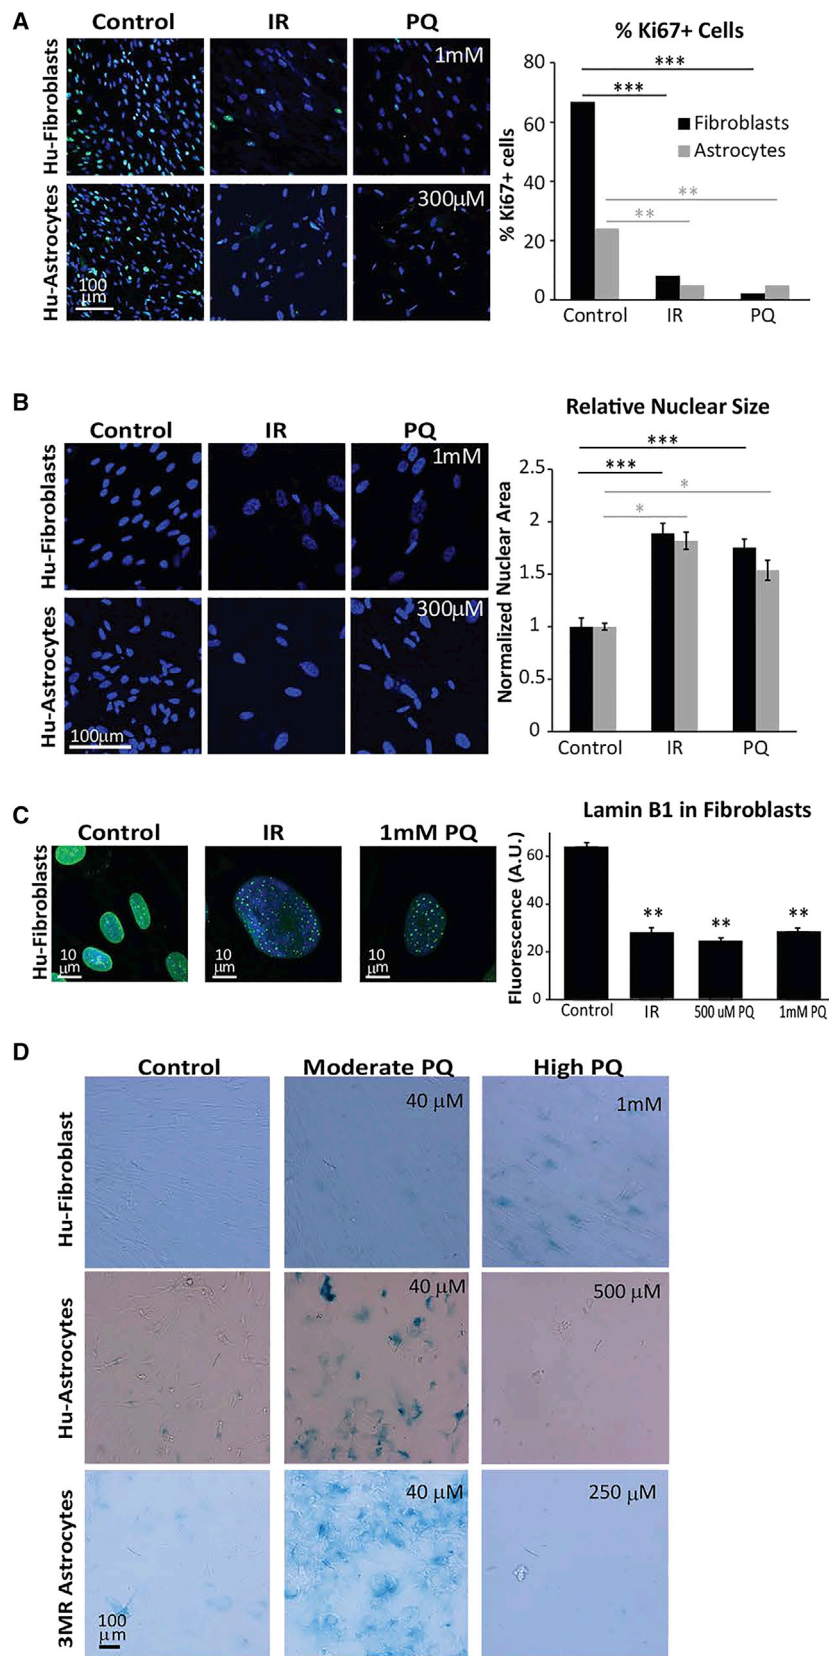 A
Control IR PQ
Hu-Fibroblasts
1mM
Hu-Astrocytes
300µM
100
µm
% Ki67+ Cells
% Ki67+ cells
80
60
40
20
0
***
***
**
**
Fibroblasts
Astrocytes
Control IR PQ
B
Control IR PQ
Hu-Fibroblasts
1mM
Hu-Astrocytes
300µM
100µm
Relative Nuclear Size
Normalized Nuclear Area
2.5
2
1.5
1
0.5
0
***
***
*
*
Control IR PQ
C
Control IR 1mM PQ
Hu-Fibroblasts
10
µm
10
µm
10
µm
Lamin B1 in Fibroblasts
Fluorescence (A.U.)
60
40
20
0
** ** **
Control IR 500 uM PQ 1mM PQ
D
Control Moderate PQ High PQ
Hu-Fibroblast
40 µM
1mM
Hu-Astrocytes
40 µM
500 µM
3MR Astrocytes
40 µM
250 µM
100
µm